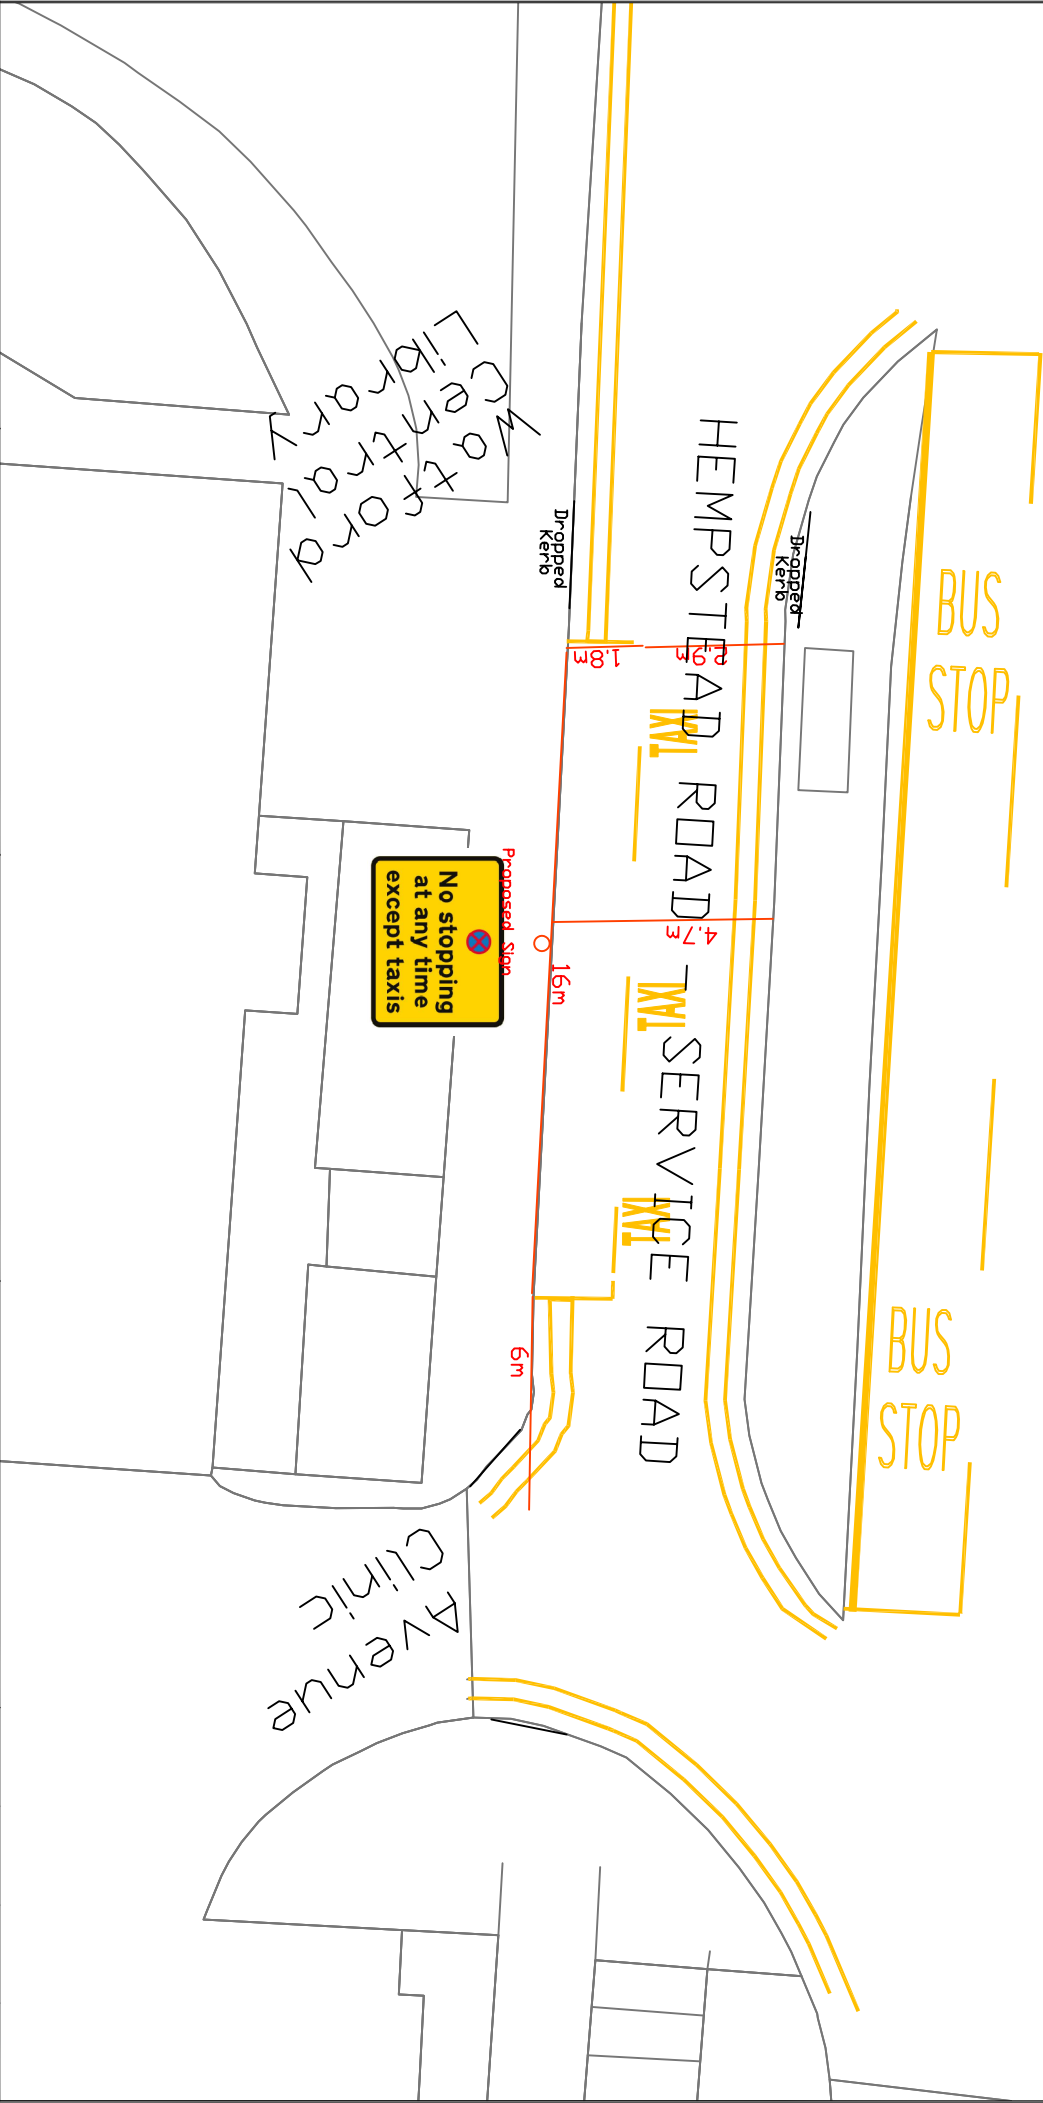 Watford
Central
Library
Dropped
Kerb
Dropped
Kerb
HEMPSTEAD ROAD - SERVICE ROAD
BUS
STOP
BUS
STOP
1.8m
2.9m
TAXI
TAXI
TAXI
4.7m
16m
6m
Proposed Sign
No stopping
at any time
except taxis
Avenue
Clinic